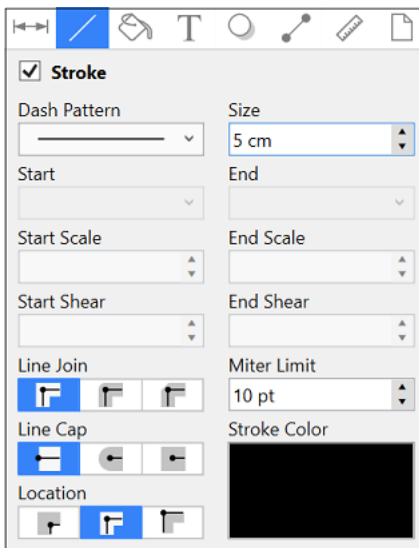 T
Stroke
Dash Pattern Size
5 cm
Start End
Start Scale End Scale
Start Shear End Shear
Line Join Miter Limit
10 pt
Line Cap Stroke Color
Location